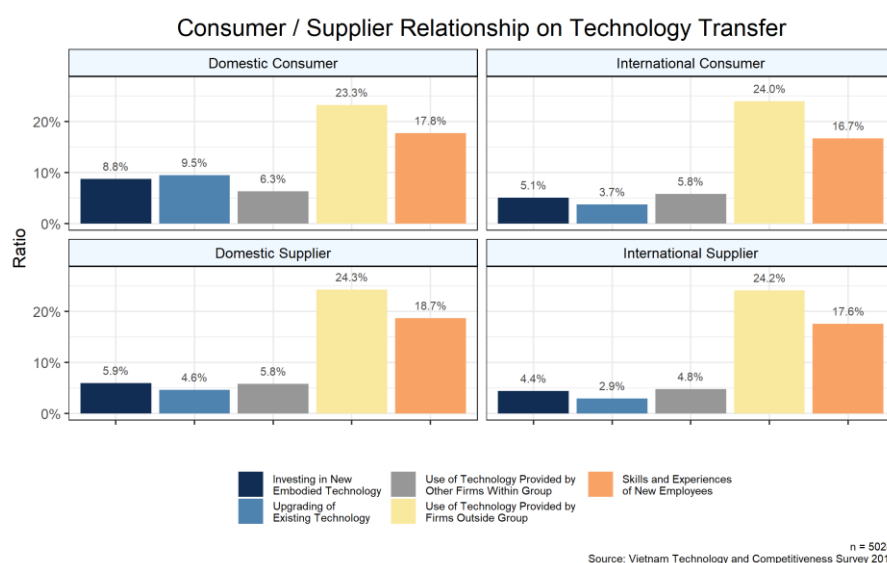 Consumer / Supplier Relationship on Technology Transfer
Domestic Consumer
International Consumer
Ratio
20%
10%
0%
8.8%
9.5%
6.3%
23.3%
17.8%
5.1%
3.7%
5.8%
24.0%
16.7%
Domestic Supplier
International Supplier
20%
10%
0%
5.9%
4.6%
5.8%
24.3%
18.7%
4.4%
2.9%
4.8%
24.2%
17.6%
Investing in New
Embodied Technology
Upgrading of
Existing Technology
Use of Technology Provided by
Other Firms Within Group
Use of Technology Provided by
Firms Outside Group
Skills and Experiences
of New Employees
n =
Source: Vietnam Technology and Competitiveness Survey